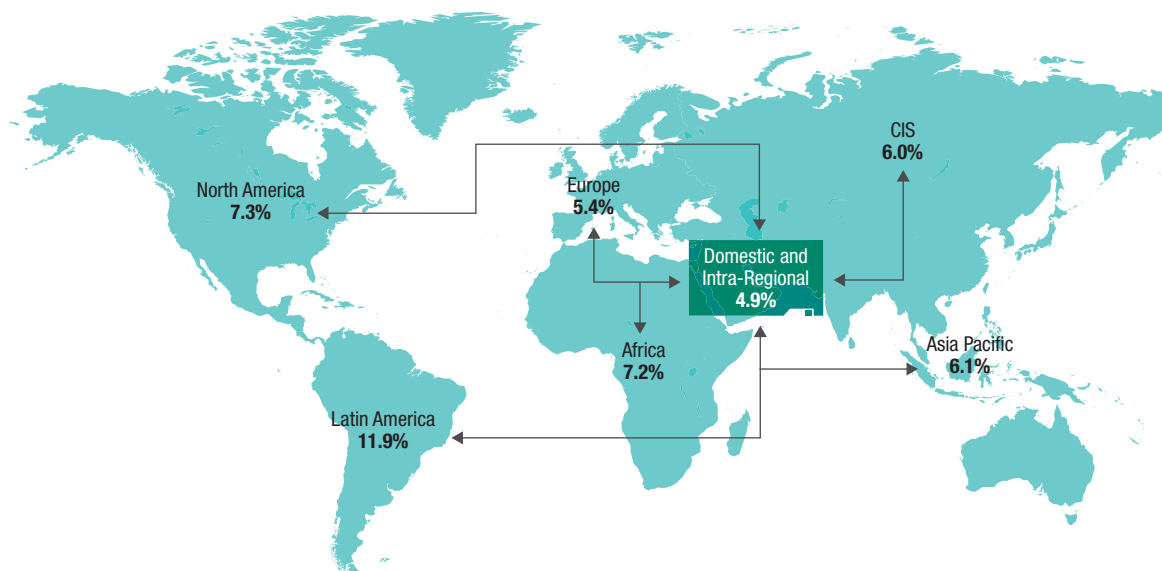 CIS
6.0%
North America
7.3%
Europe
5.4%
Domestic and
Intra-Regional
4.9%
Africa
7.2%
Asia Pacific
6.1%
Latin America
11.9%